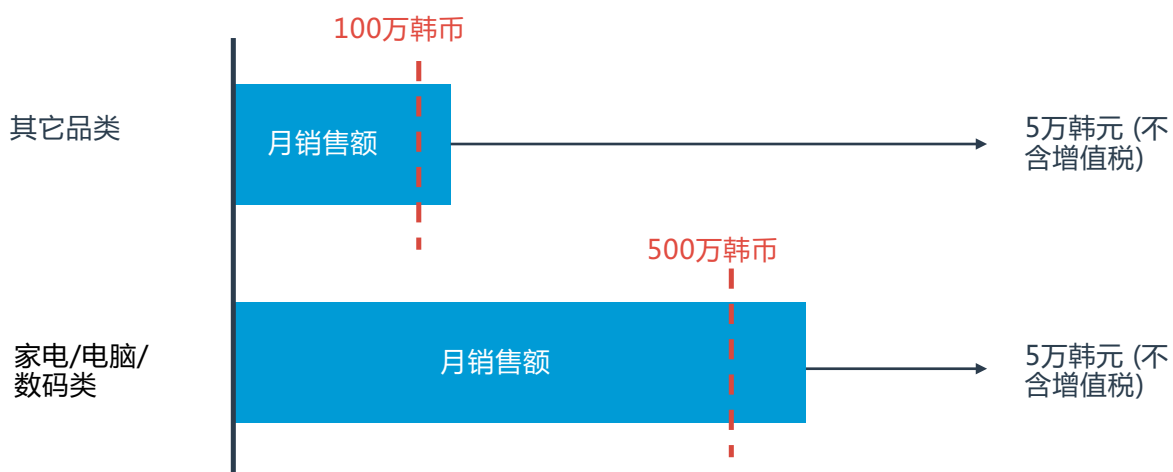 100万韩币
其它品类
月销售额
5万韩元 (不
含增值税)
500万韩币
家电/电脑/
数码类
月销售额
5万韩元 (不
含增值税)